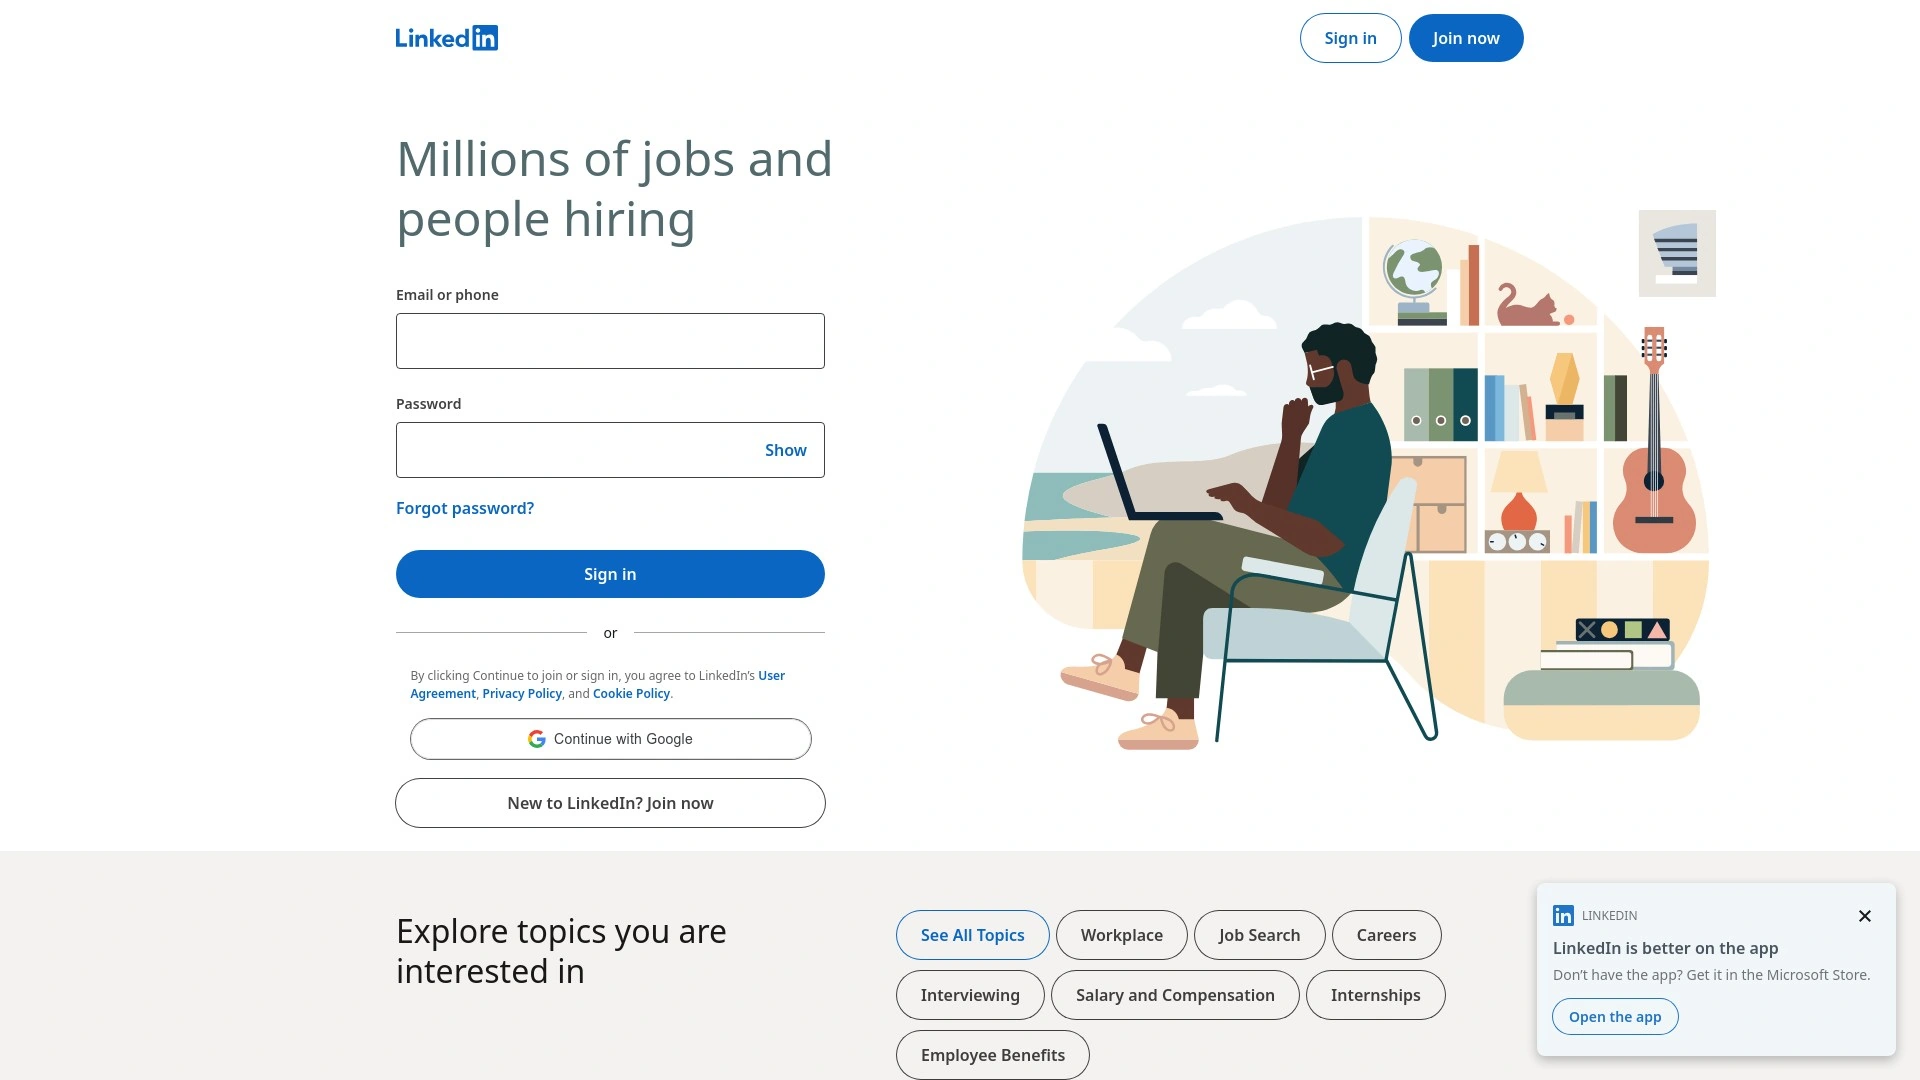 Linkedin
Sign in
Join now
Millions of jobs and
people hiring
Email or phone
Password
Show
Forgot password?
Sign in
or
By clicking Continue to join or sign in, you agree to LinkedIn’s User
Agreement, Privacy Policy, and Cookie Policy.
Continue with Google
New to LinkedIn? Join now
Explore topics you are
interested in
See All Topics
Workplace
Job Search
Careers
Interviewing
Salary and Compensation
Internships
Employee Benefits
in LINKEDIN
LinkedIn is better on the app
Don’t have the app? Get it in the Microsoft Store.
Open the app